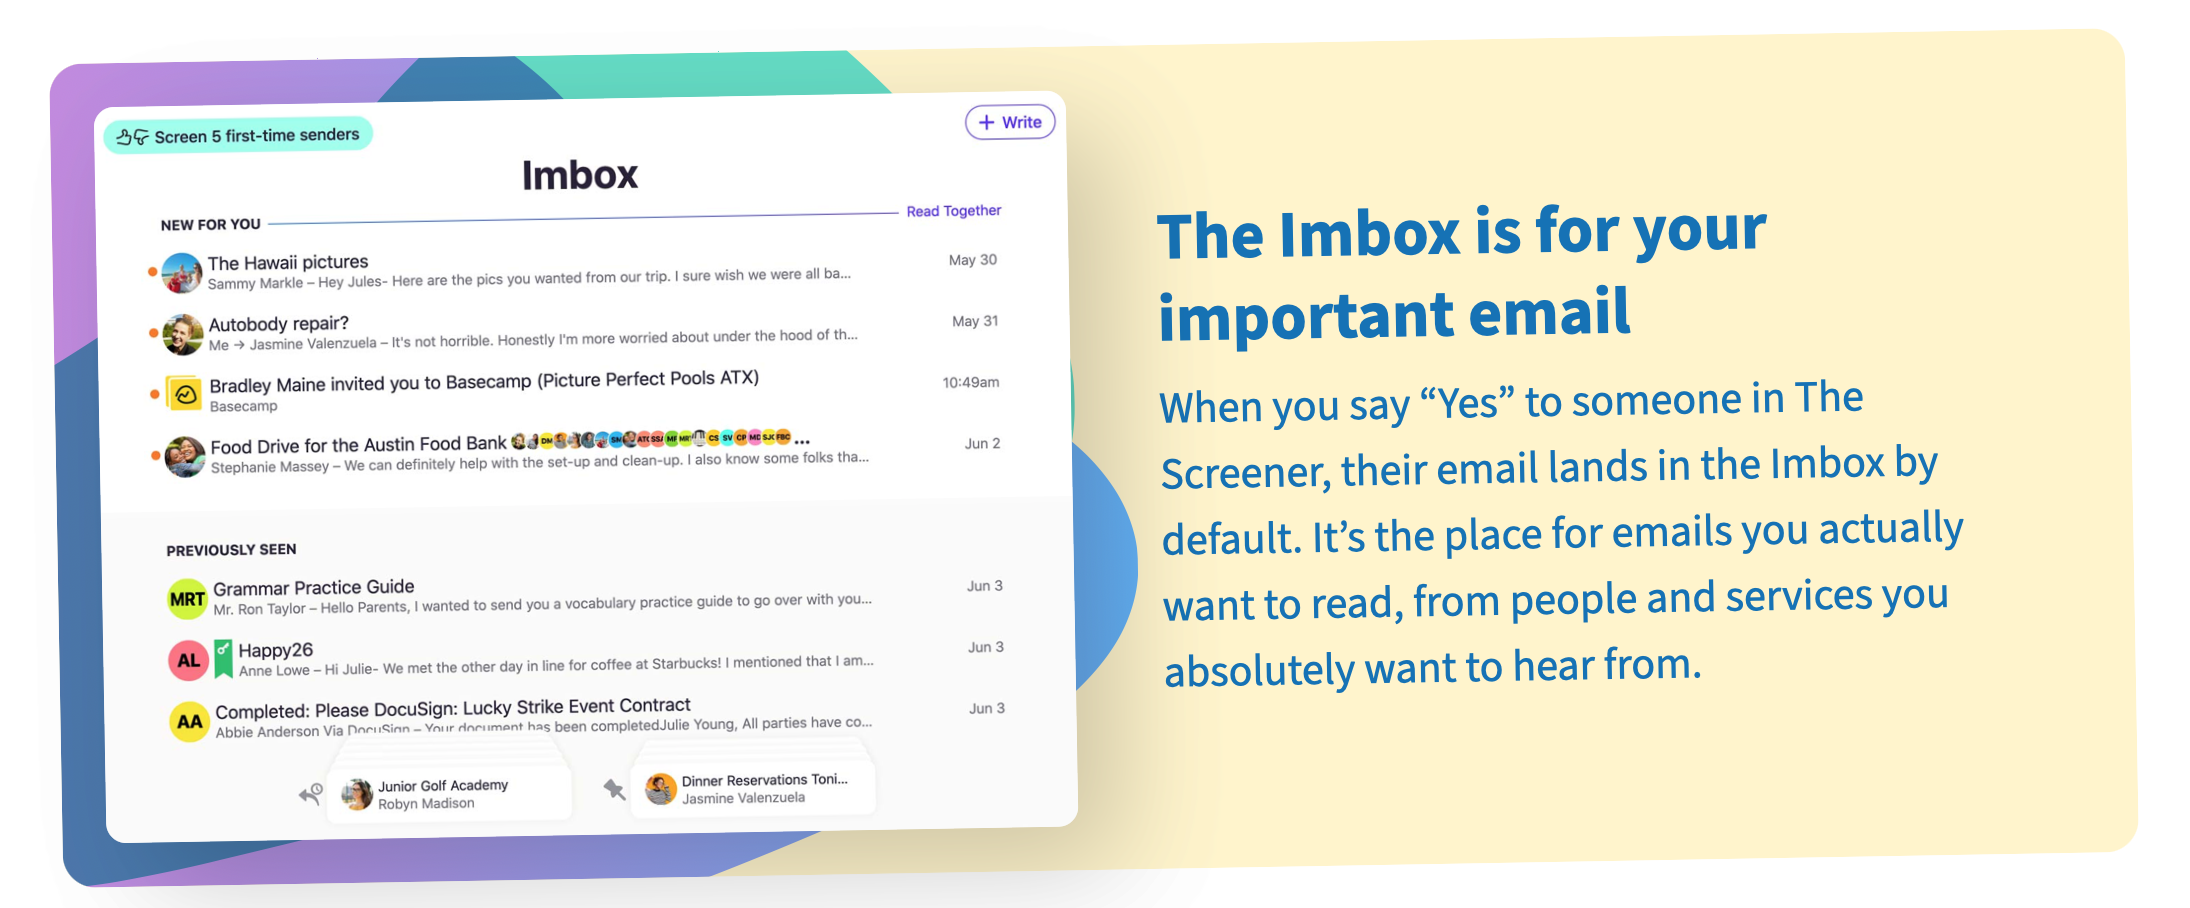 Screen 5 first-time senders
+ Write
Imbox
NEW FOR YOU
Read Together
The Hawaii pictures
May 30
Sammy Markle – Hey Jules- Here are the pics you wanted from our trip. I sure wish we were all ba...
Autobody repair?
May 31
Me → Jasmine Valenzuela – It's not horrible. Honestly I'm more worried about under the hood of th...
Bradley Maine invited you to Basecamp (Picture Perfect Pools ATX)
10:49am
Basecamp
Food Drive for the Austin Food Bank DM CS SV CP ...
Jun 2
Stephanie Massey – We can definitely help with the set-up and clean-up. I also know some folks tha...
PREVIOUSLY SEEN
MRT
Grammar Practice Guide
Jun 3
Mr. Ron Taylor – Hello Parents, I wanted to send you a vocabulary practice guide to go over with you...
AL
Happy26
Jun 3
Anne Lowe – Hi Julie- We met the other day in line for coffee at Starbucks! I mentioned that I am...
AA
Completed: Please DocuSign: Lucky Strike Event Contract
Jun 3
Abbie Anderson Via DocuSign – Your document has been completedJulie Young, All parties have co...
Junior Golf Academy
Robyn Madison
Dinner Reservations Toni...
Jasmine Valenzuela
The Imbox is for your
important email
When you say “Yes” to someone in The
Screener, their email lands in the Imbox by
default. It’s the place for emails you actually
want to read, from people and services you
absolutely want to hear from.